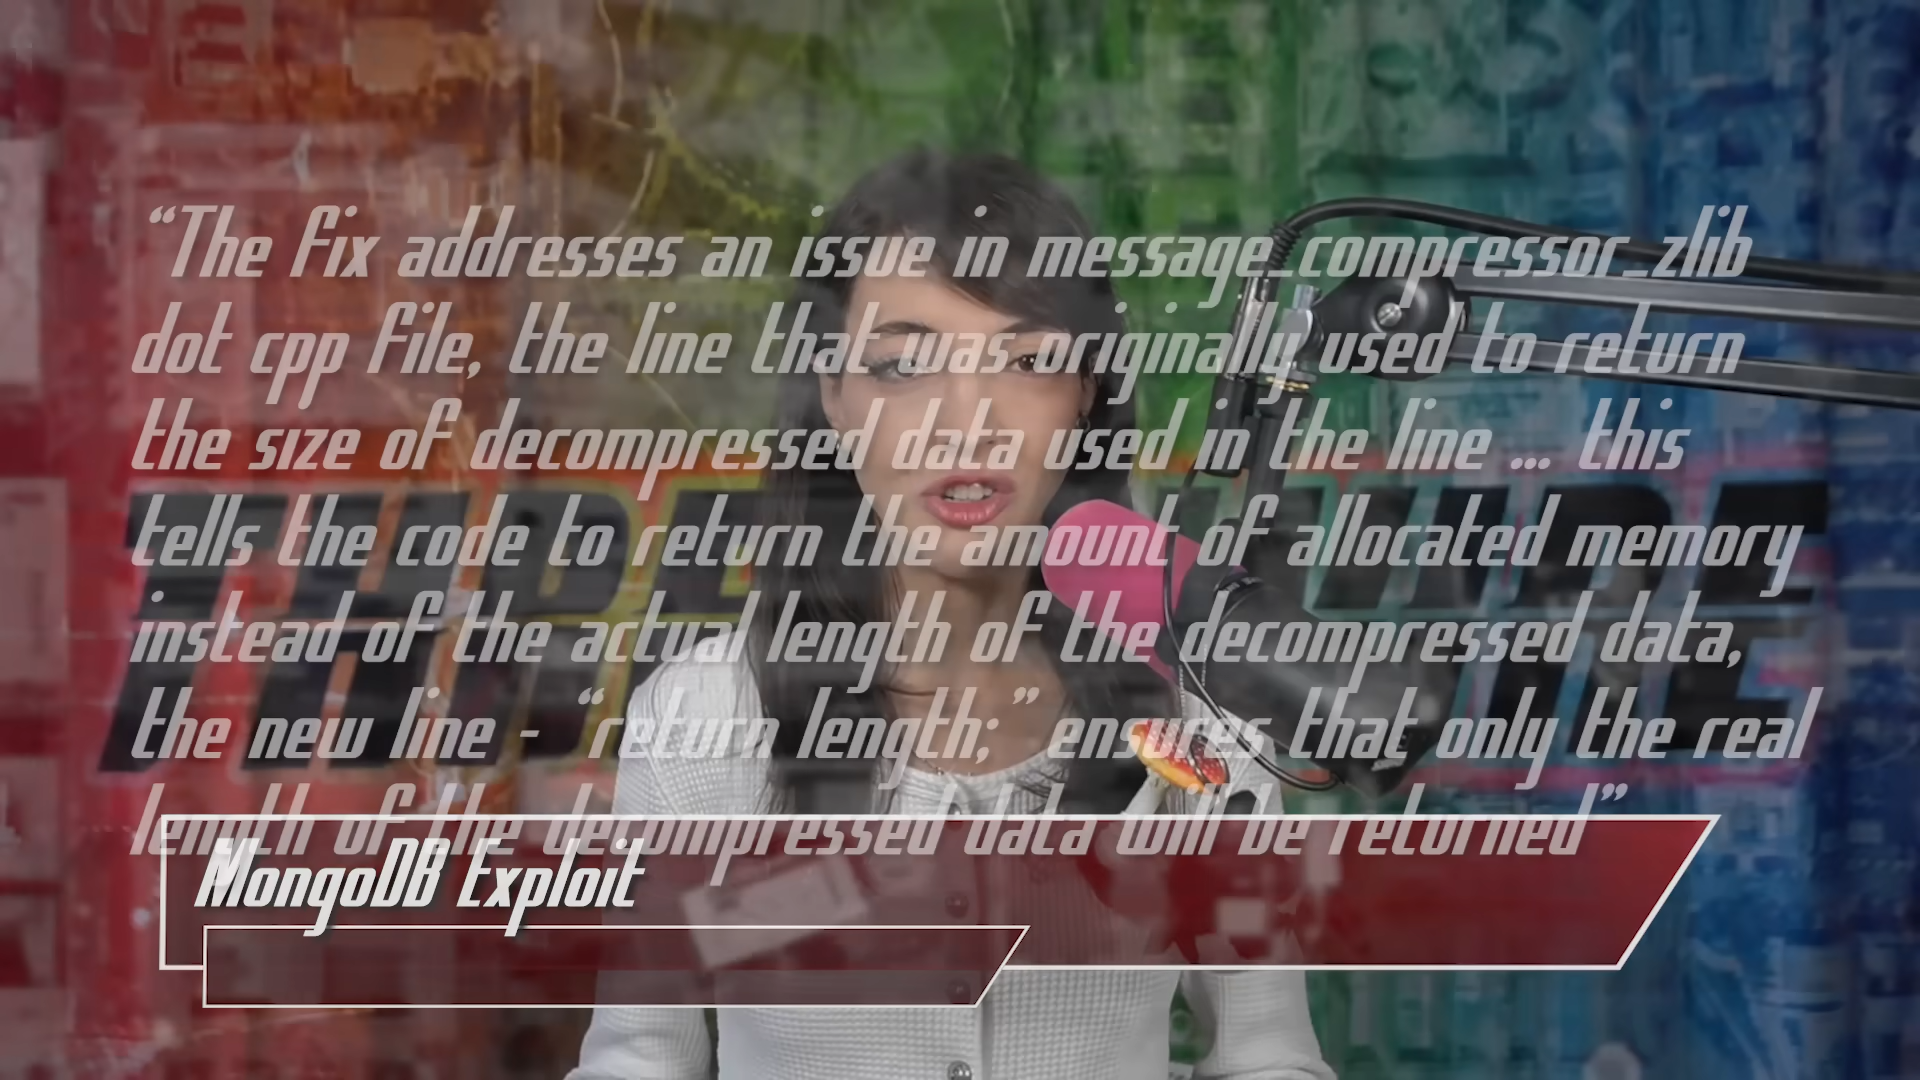 “The fix addresses an issue in message_compressor_zlib
dot cpp file, the line that was originally used to return
the size of decompressed data used in the line ... this
tells the code to return the amount of allocated memory
instead of the actual length of the decompressed data,
the new line - “return length;” ensures that only the real
length of the decompressed data will be returned”
THREAT WIRE
MongoDB Exploit